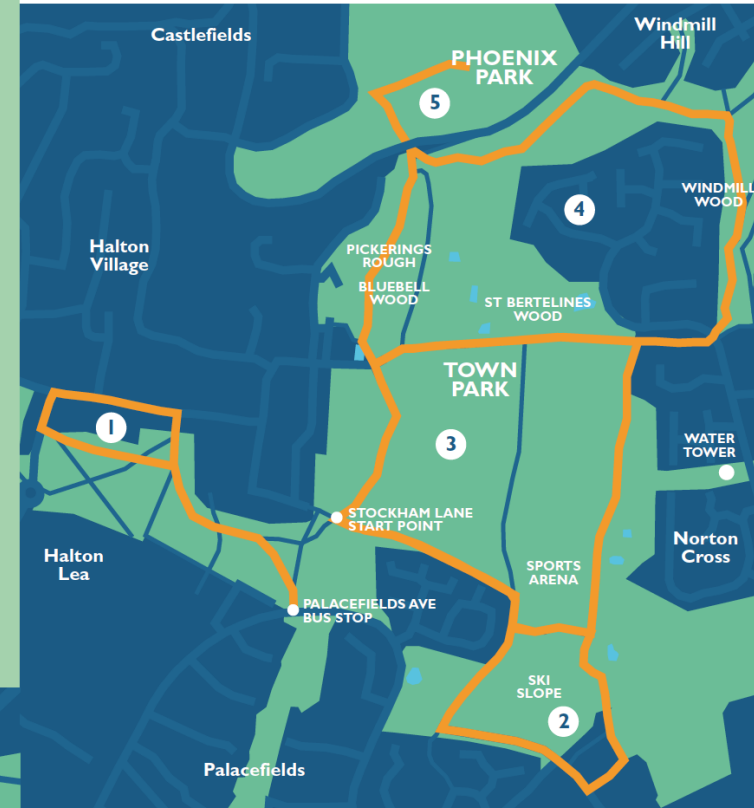 Castlefields
Windmill
Hill
PHOENIX
PARK
5
4
WINDMILL
WOOD
Halton
Village
PICKERINGS
ROUGH
BLUEBELL
WOOD
ST BERTELINES
WOOD
TOWN
PARK
1
3
WATER
TOWER
STOCKHAM LANE
START POINT
Halton
Lea
SPORTS
ARENA
Norton
Cross
PALACEFIELDS AVE
BUS STOP
SKI
SLOPE
2
Palacefields